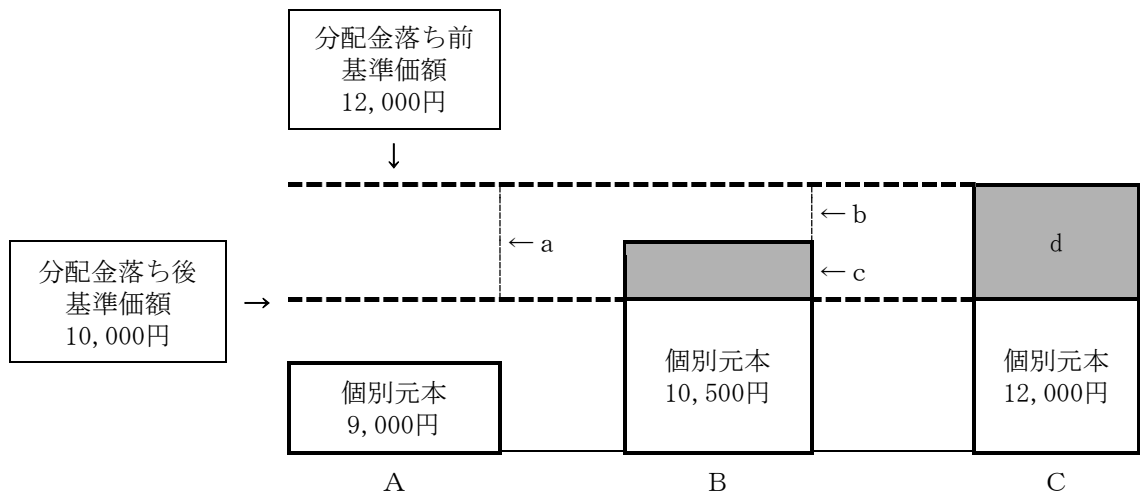 分配金落ち前
基準価額
12,000円
↓
←b
←a
d
分配金落ち後
基準価額
10,000円
→
←c
個別元本
9,000円
個別元本
10,500円
個別元本
12,000円
A
B
C